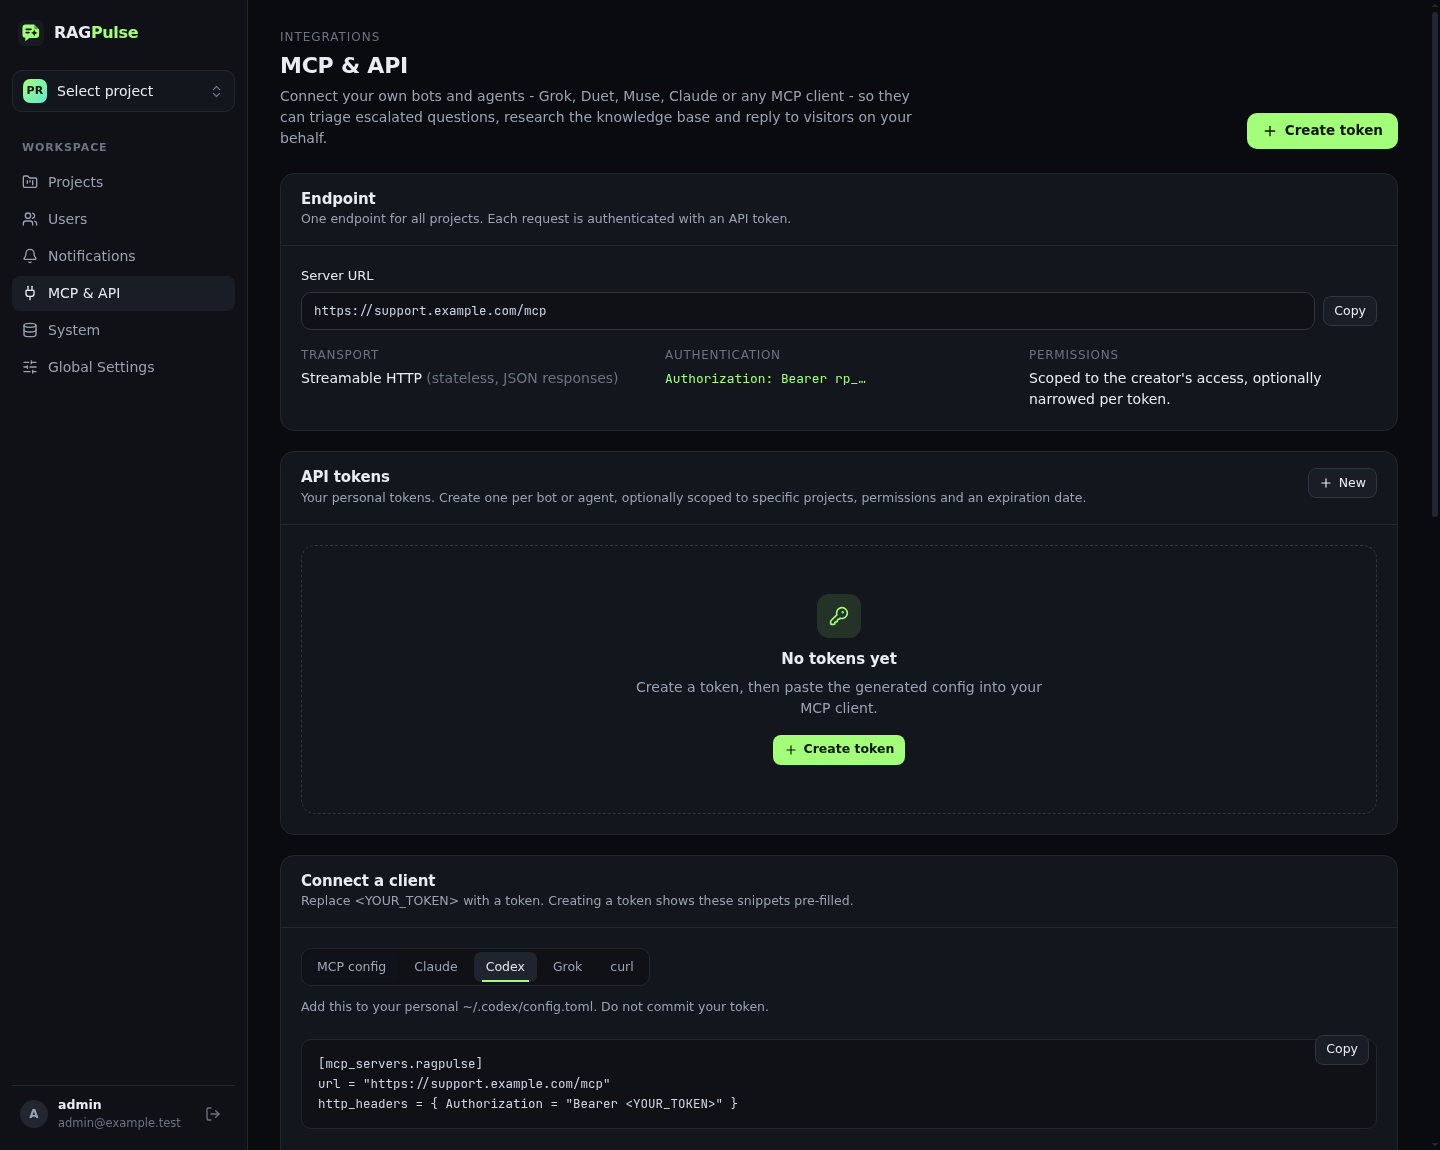 RAGPulse
PR Select project
WORKSPACE
Projects
Users
Notifications
MCP & API
System
Global Settings
A
admin
admin@example.test
INTEGRATIONS
MCP & API
Connect your own bots and agents - Grok, Duet, Muse, Claude or any MCP client - so they
can triage escalated questions, research the knowledge base and reply to visitors on your
behalf.
Create token
Endpoint
One endpoint for all projects. Each request is authenticated with an API token.
Server URL
https://support.example.com/mcp
Copy
TRANSPORT
Streamable HTTP (stateless, JSON responses)
AUTHENTICATION
Authorization: Bearer rp_…
PERMISSIONS
Scoped to the creator's access, optionally
narrowed per token.
API tokens
Your personal tokens. Create one per bot or agent, optionally scoped to specific projects, permissions and an expiration date.
New
No tokens yet
Create a token, then paste the generated config into your
MCP client.
Create token
Connect a client
Replace <YOUR_TOKEN> with a token. Creating a token shows these snippets pre-filled.
MCP config Claude Codex Grok curl
Add this to your personal ~/.codex/config.toml. Do not commit your token.
Copy
[mcp_servers.ragpulse]
url = "https://support.example.com/mcp"
http_headers = { Authorization = "Bearer <YOUR_TOKEN>" }